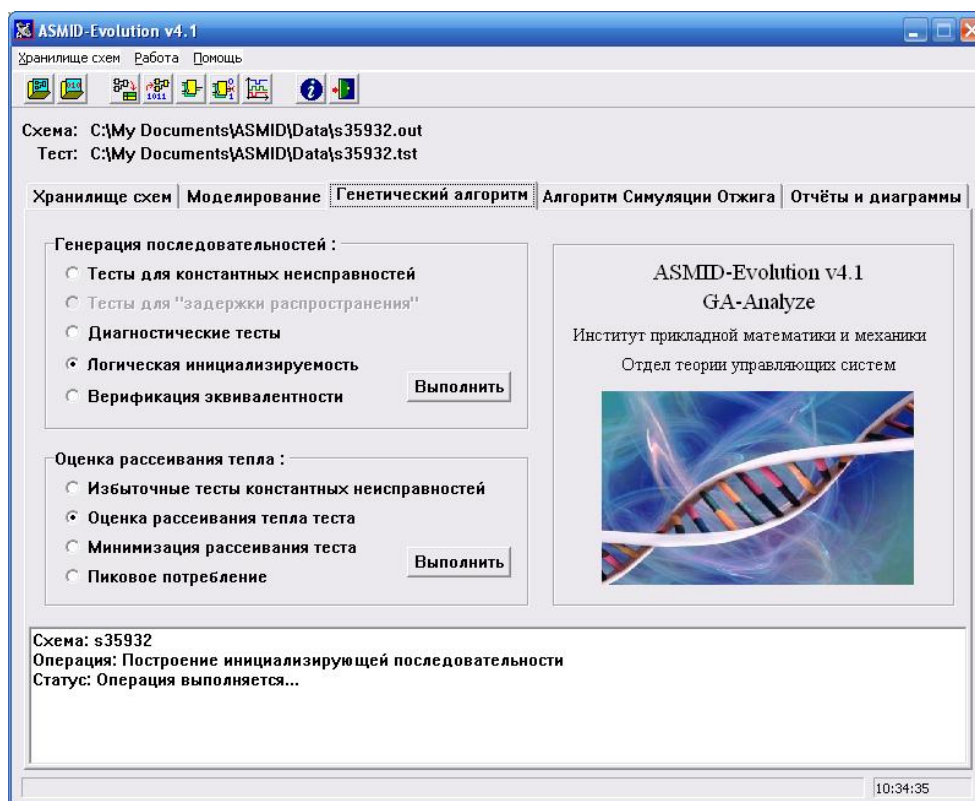 ASMID-Evolution v4.1
Хранилище схем Работа Помощь
Схема: C:\My Documents\ASMID\Data\s35932.out
Тест: C:\My Documents\ASMID\Data\s35932.tst
Хранилище схем Моделирование Генетический алгоритм Алгоритм Симуляции Отжига Отчёты и диаграммы
Генерация последовательностей :
Тесты для константных неисправностей
Тесты для "задержки распространения"
Диагностические тесты
Логическая инициализируемость
Верификация эквивалентности
Выполнить
Оценка рассеивания тепла :
Избыточные тесты константных неисправностей
Оценка рассеивания тепла теста
Минимизация рассеивания теста
Пиковое потребление
Выполнить
ASMID-Evolution v4.1
GA-Analyze
Институт прикладной математики и механики
Отдел теории управляющих систем
Схема: s35932
Операция: Построение инициализирующей последовательности
Статус: Операция выполняется...
10:34:35